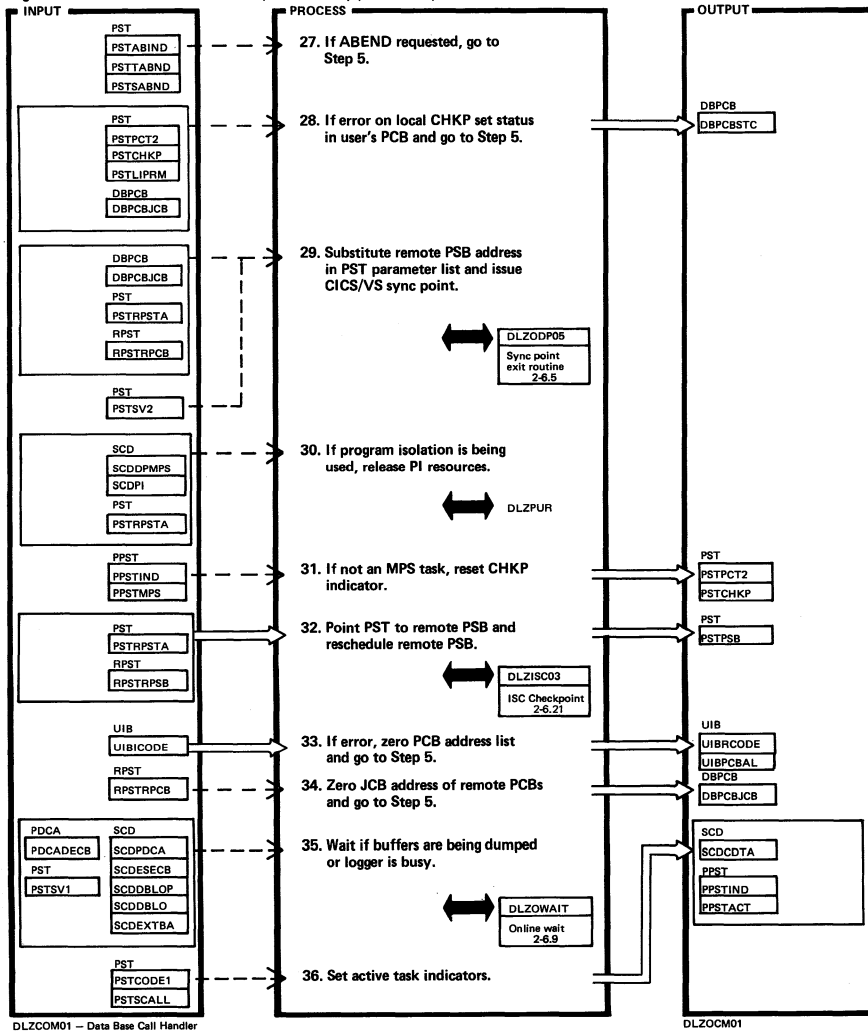 INPUT
PROCESS
OUTPUT
PST
PSTABIND
PSTTABND
PSTSABND
27. If ABEND requested, go to
Step 5.
PST
PSTPCT2
PSTCHKP
PSTLIPRM
DBPCB
DBPCBJCB
28. If error on local CHKP set status
in user's PCB and go to Step 5.
DBPCB
DBPCBSTC
DBPCB
DBPCBJCB
PST
PSTRPSTA
RPST
RPSTRPCB
PST
PSTSV2
29. Substitute remote PSB address
in PST parameter list and issue
CICS/VS sync point.
DLZODP05
Sync point
exit routine
2-6.5
SCD
SCDDPMPS
SCDPI
PST
PSTRPSTA
30. If program isolation is being
used, release PI resources.
DLZPUR
PPST
PPSTIND
PPSTMPS
31. If not an MPS task, reset CHKP
indicator.
PST
PSTPCT2
PSTCHKP
PST
PSTRPSTA
RPST
RPSTRPSB
32. Point PST to remote PSB and
reschedule remote PSB.
DLZISC03
ISC Checkpoint
2-6.21
PST
PSTPSB
UIB
UIBICODE
33. If error, zero PCB address list
and go to Step 5.
UIB
UIBRCODE
UIBPCBAL
RPST
RPSTRPCB
34. Zero JCB address of remote PCBs
and go to Step 5.
DBPCB
DBPCBJCB
PDCA
PDCADECB
PST
PSTSV1
SCD
SCDPDCA
SCDESECB
SCDDBLOP
SCDDBLO
SCDEXTBA
35. Wait if buffers are being dumped
or logger is busy.
DLZOWAIT
Online wait
2-6.9
SCD
SCDCDTA
PPST
PPSTIND
PPSTACT
PST
PSTCODE1
PSTSCALL
36. Set active task indicators.
DLZCOM01 – Data Base Call Handler
DLZOCM01